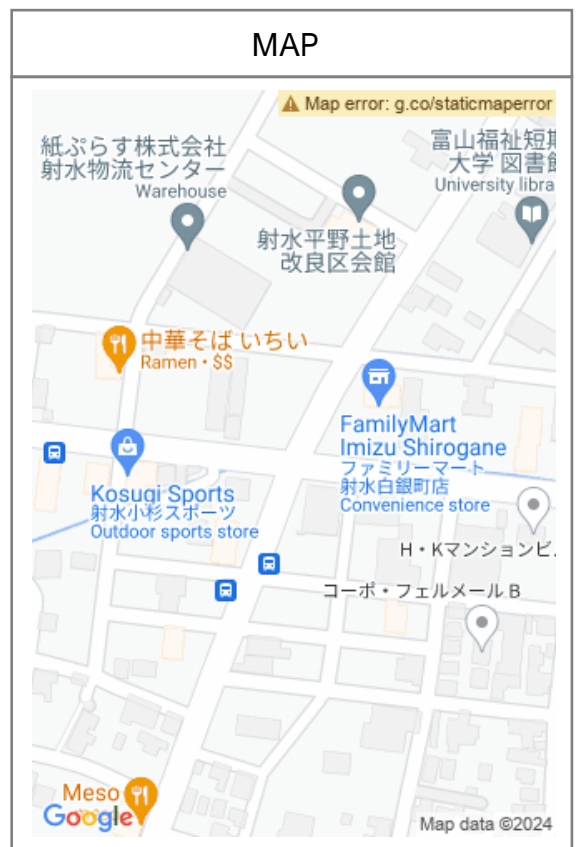 MAP
Map error: g.co/staticmaperror
紙ぷらす株式会社
射水物流センター
Warehouse
富山福祉短期
大学 図書館
University libra
射水平野土地
改良区会館
中華そば いちい
Ramen・$$
FamilyMart
Imizu Shirogane
ファミリーマート
射水白銀町店
Convenience store
Kosugi Sports
射水小杉スポーツ
Outdoor sports store
H・Kマンションビ
コーポ・フェルメール B
Meso
Google
Map data ©2024